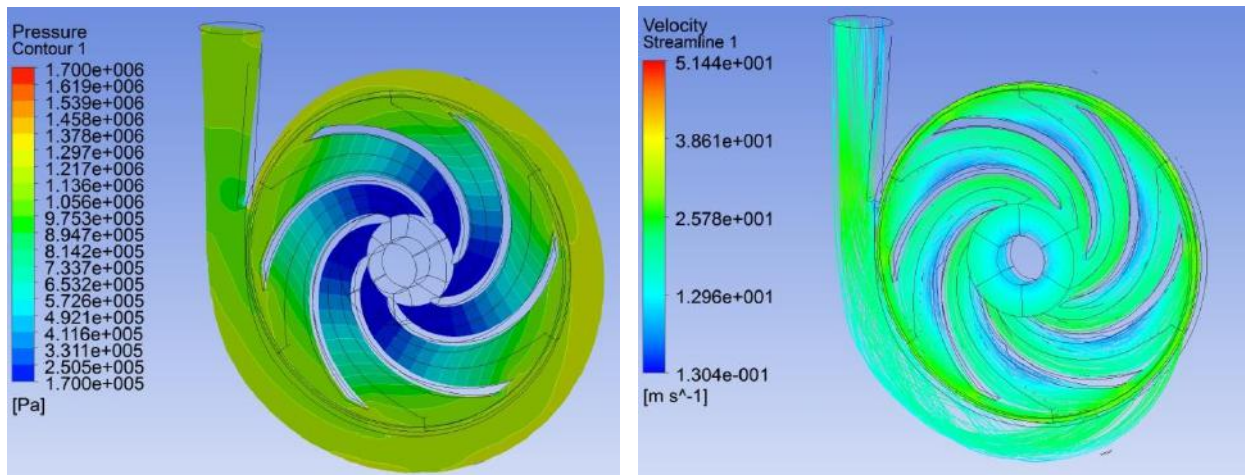 Pressure
Contour 1
1.700e+006
1.619e+006
1.539e+006
1.458e+006
1.378e+006
1.297e+006
1.217e+006
1.136e+006
1.056e+006
9.753e+005
8.947e+005
8.142e+005
7.337e+005
6.532e+005
5.726e+005
4.921e+005
4.116e+005
3.311e+005
2.505e+005
1.700e+005
[Pa]
Velocity
Streamline 1
5.144e+001
3.861e+001
2.578e+001
1.296e+001
1.304e-001
[m s^-1]